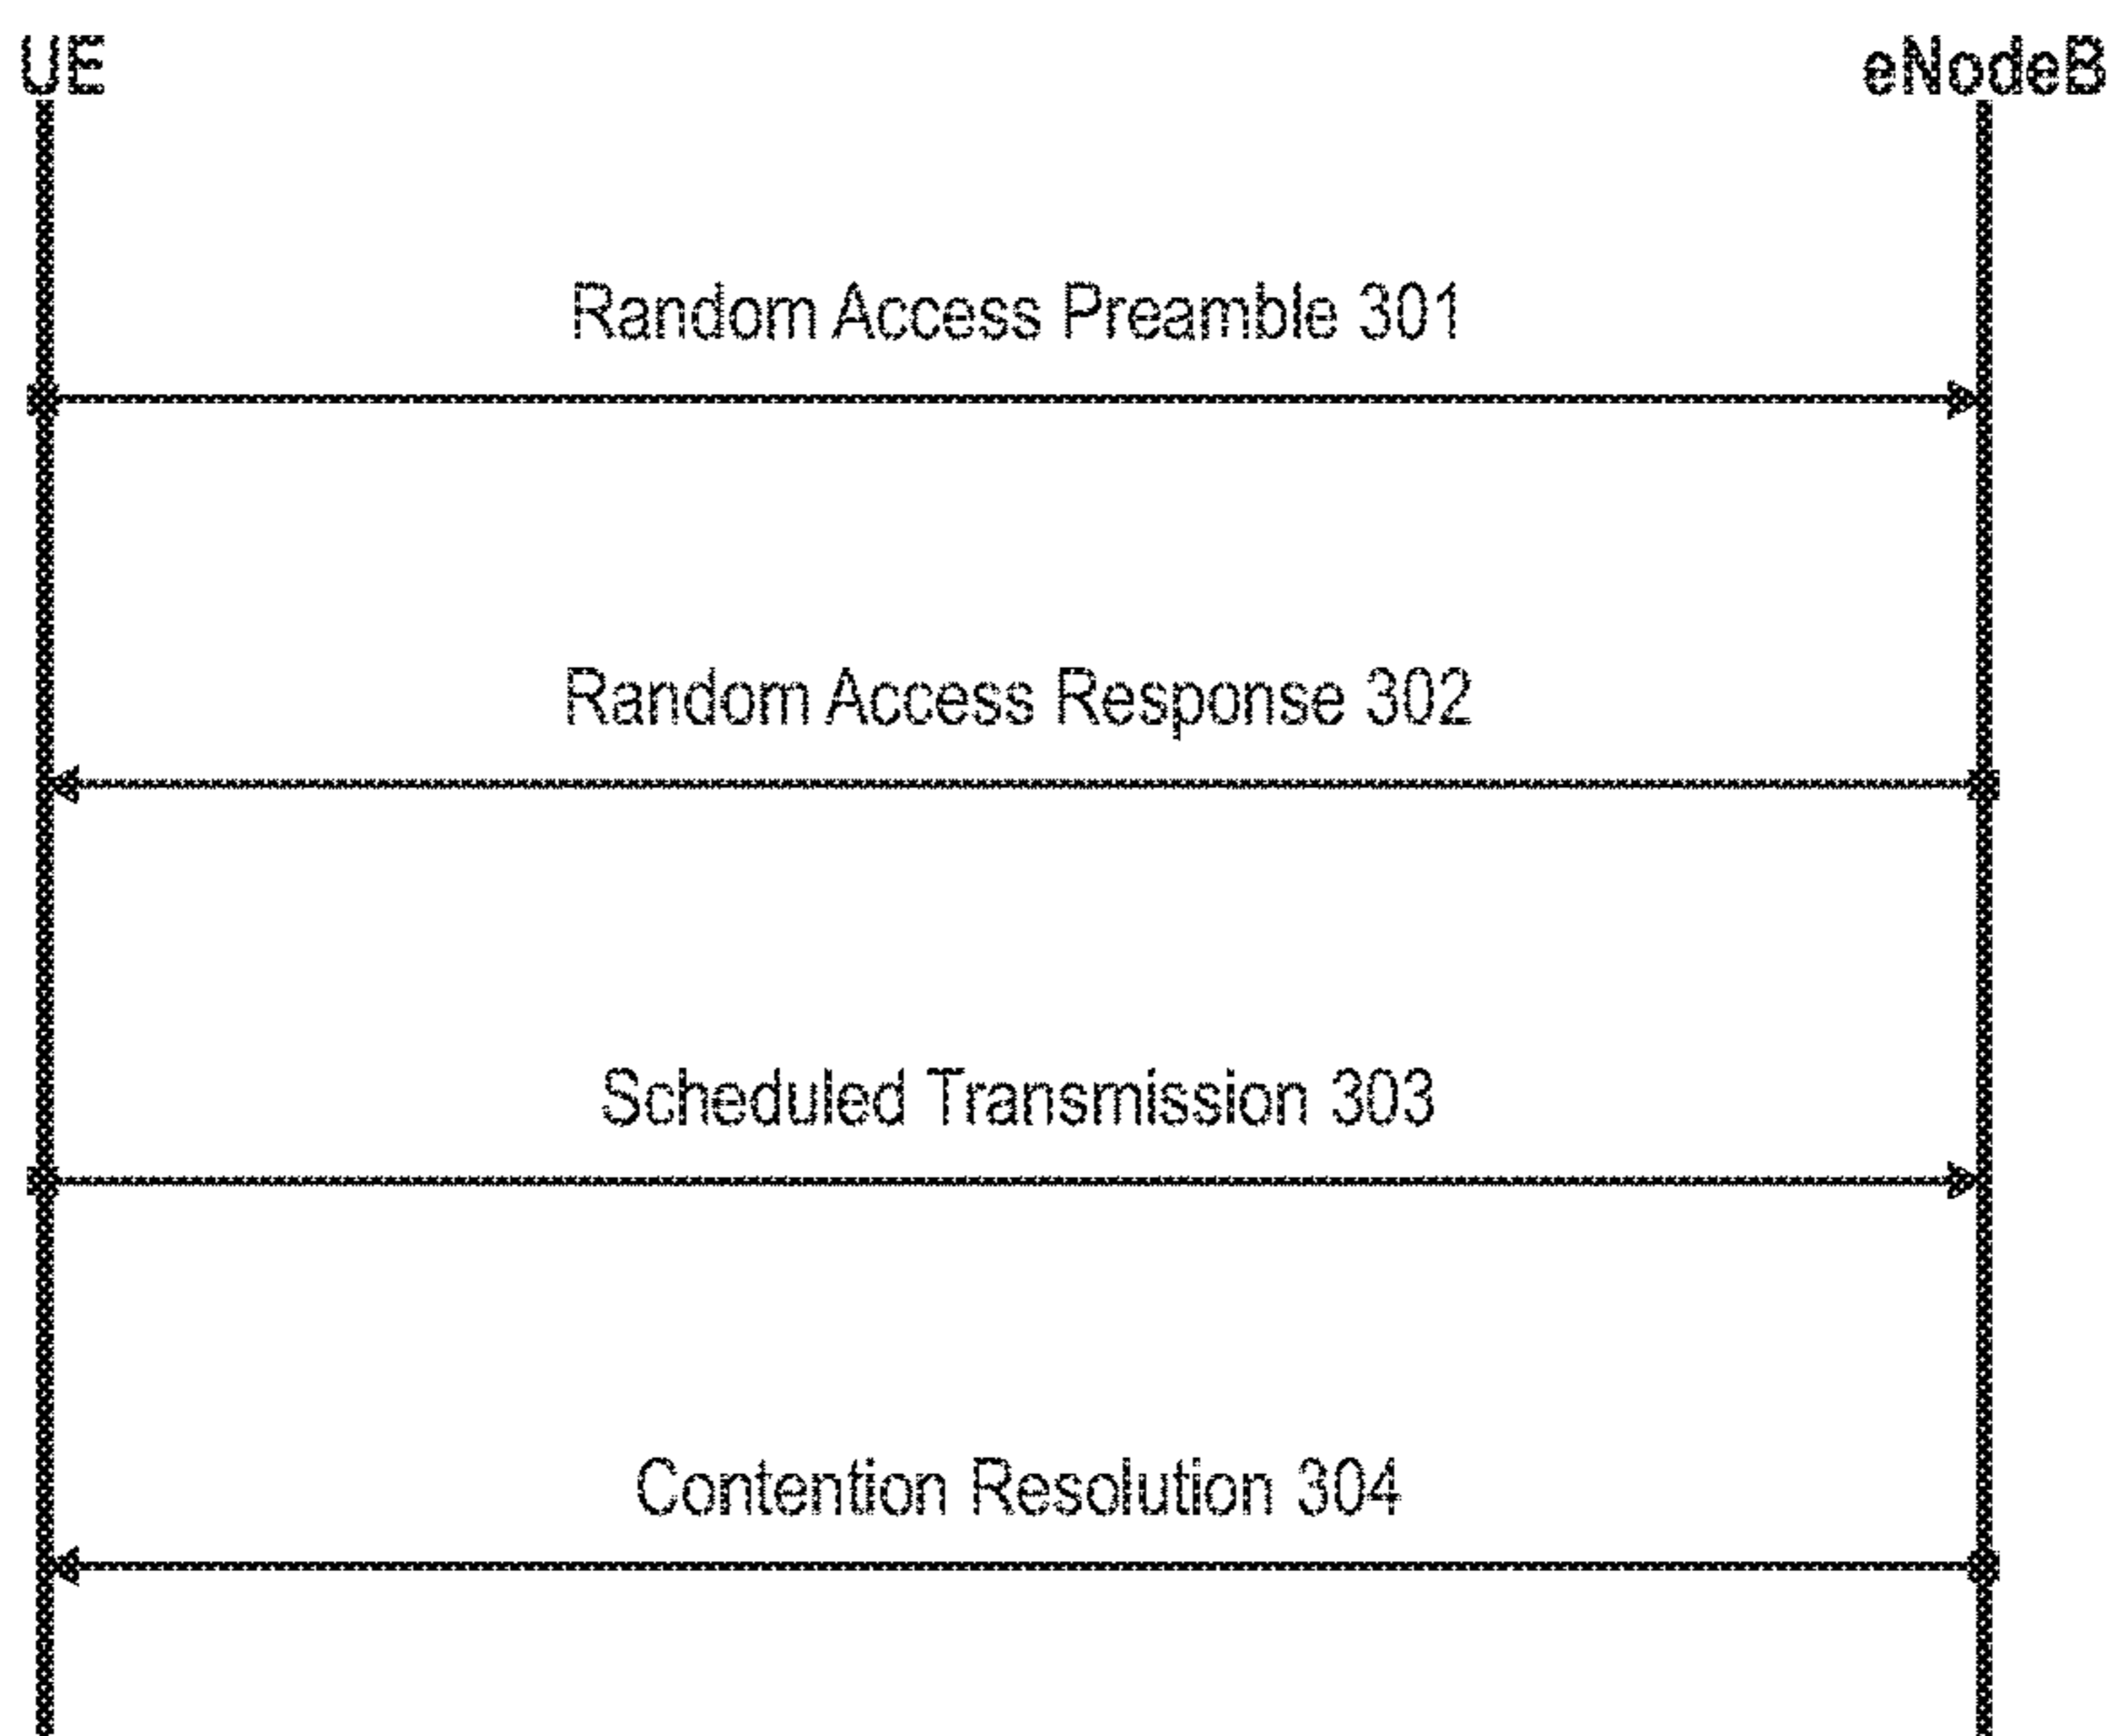 UE
eNodeB
Random Access Preamble 301
Random Access Response 302
Scheduled Transmission 303
Contention Resolution 304